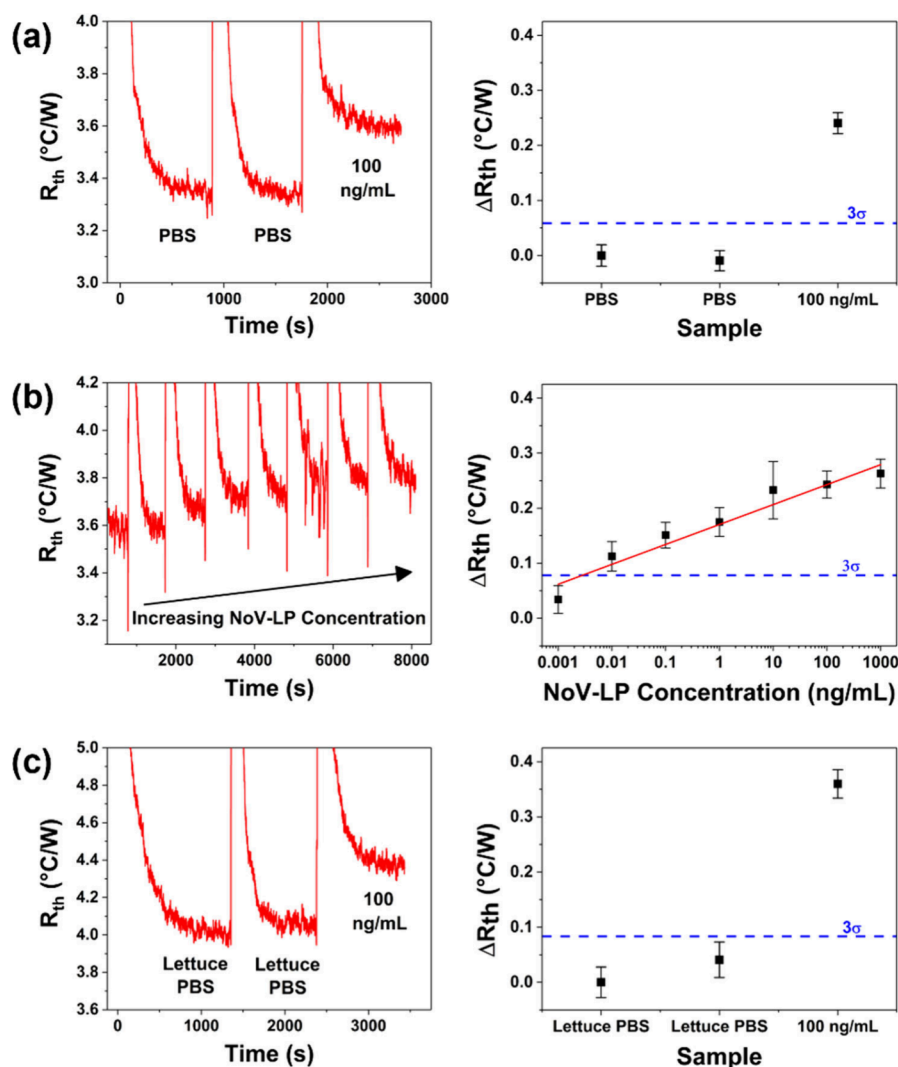 (a)
4.0
3.8
3.6
3.4
3.2
3.0
R_th (°C/W)
PBS
PBS
100
ng/mL
0
1000
2000
3000
Time (s)
0.4
0.3
0.2
0.1
0.0
ΔRth (°C/W)
3σ
PBS
PBS
100 ng/mL
Sample
(b)
4.2
4.0
3.8
3.6
3.4
3.2
R_th (°C/W)
Increasing NoV-LP Concentration
2000
4000
6000
8000
Time (s)
0.4
0.3
0.2
0.1
0.0
ΔRth (°C/W)
3σ
0.001
0.01
0.1
1
10
100
1000
NoV-LP Concentration (ng/mL)
(c)
5.0
4.8
4.6
4.4
4.2
4.0
3.8
3.6
R_th (°C/W)
Lettuce
PBS
Lettuce
PBS
100
ng/mL
0
1000
2000
3000
Time (s)
0.4
0.3
0.2
0.1
0.0
ΔRth (°C/W)
3σ
Lettuce PBS
Lettuce PBS
100 ng/mL
Sample